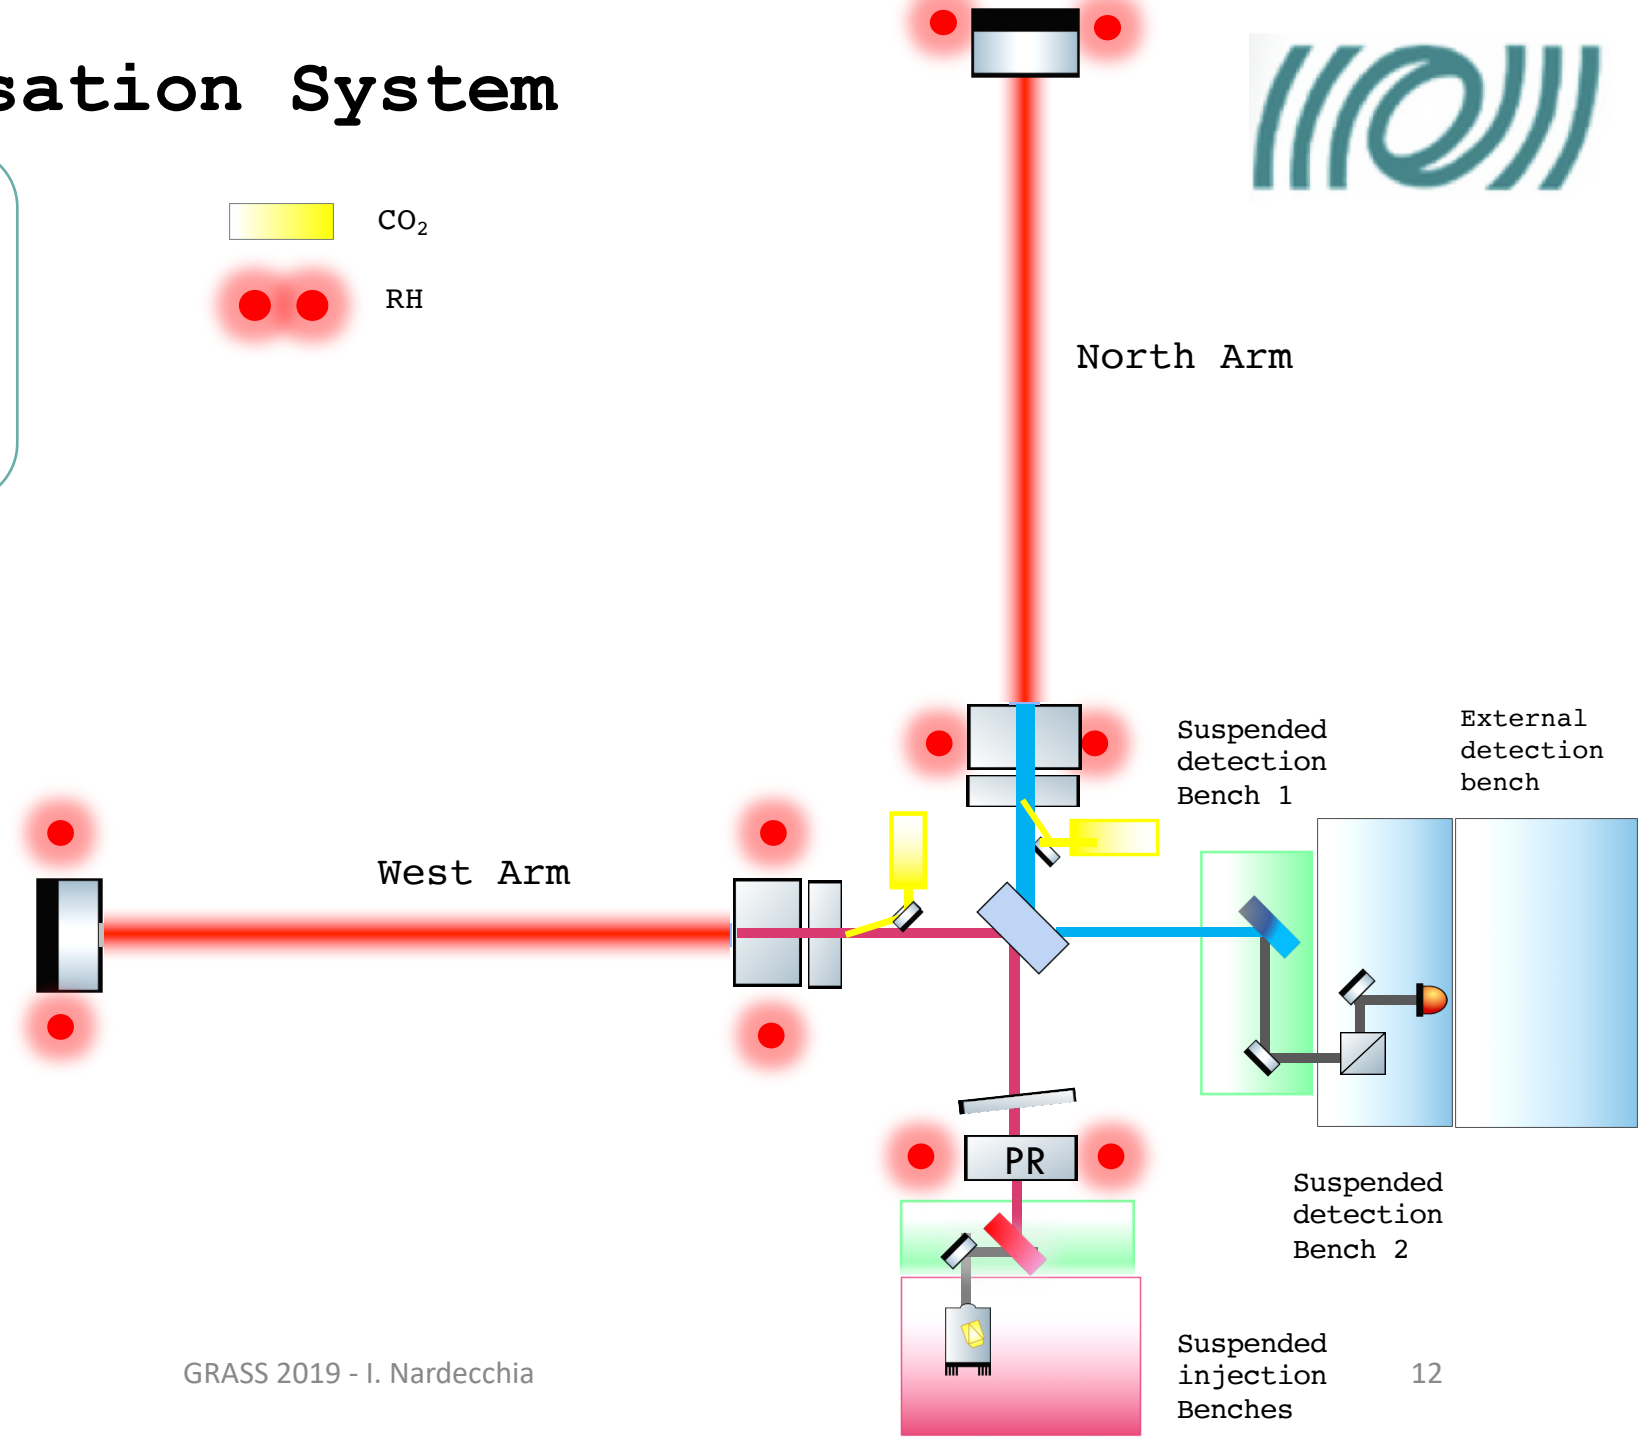 sation System
CO₂
RH
North Arm
West Arm
Suspended
detection
Bench 1
External
detection
bench
PR
Suspended
detection
Bench 2
Suspended
injection
Benches
GRASS 2019 - I. Nardecchia
12